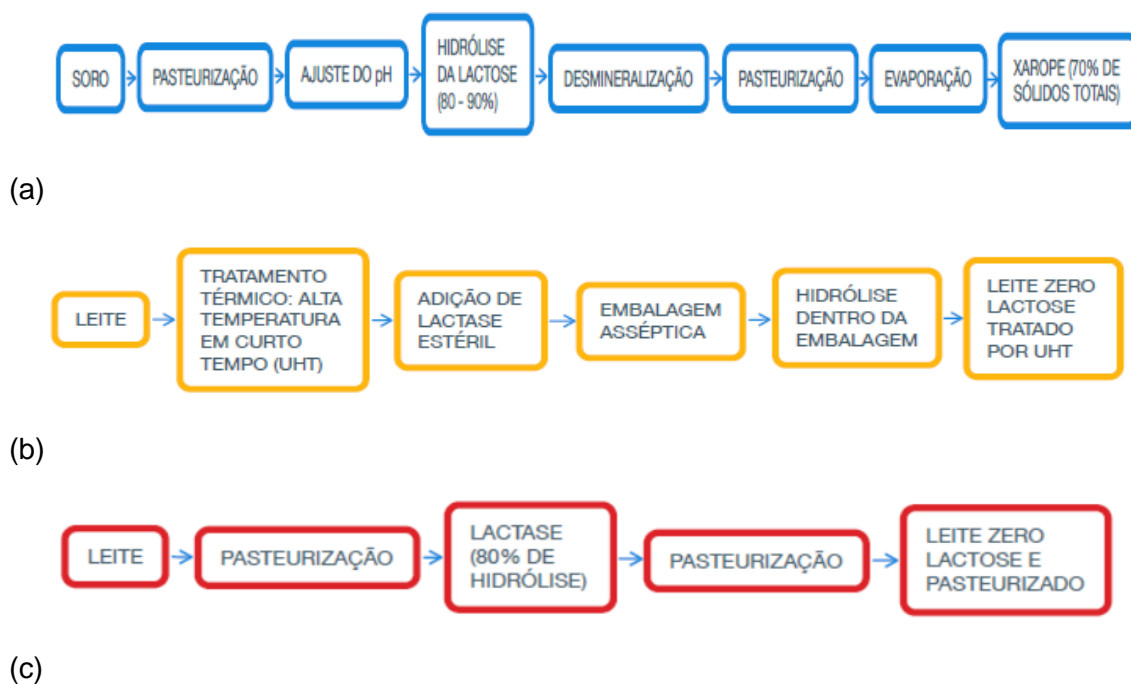 SORO
PASTEURIZAÇÃO
AJUSTE DO pH
HIDRÓLISE
DA LACTOSE
(80 - 90%)
DESMINERALIZAÇÃO
PASTEURIZAÇÃO
EVAPORAÇÃO
XAROPE (70% DE
SÓLIDOS TOTAIS)
(a)
LEITE
TRATAMENTO
TÉRMICO: ALTA
TEMPERATURA
EM CURTO
TEMPO (UHT)
ADIÇÃO DE
LACTASE
ESTÉRIL
EMBALAGEM
ASSÉPTICA
HIDRÓLISE
DENTRO DA
EMBALAGEM
LEITE ZERO
LACTOSE
TRATADO
POR UHT
(b)
LEITE
PASTEURIZAÇÃO
LACTASE
(80% DE
HIDRÓLISE)
PASTEURIZAÇÃO
LEITE ZERO
LACTOSE E
PASTEURIZADO
(c)